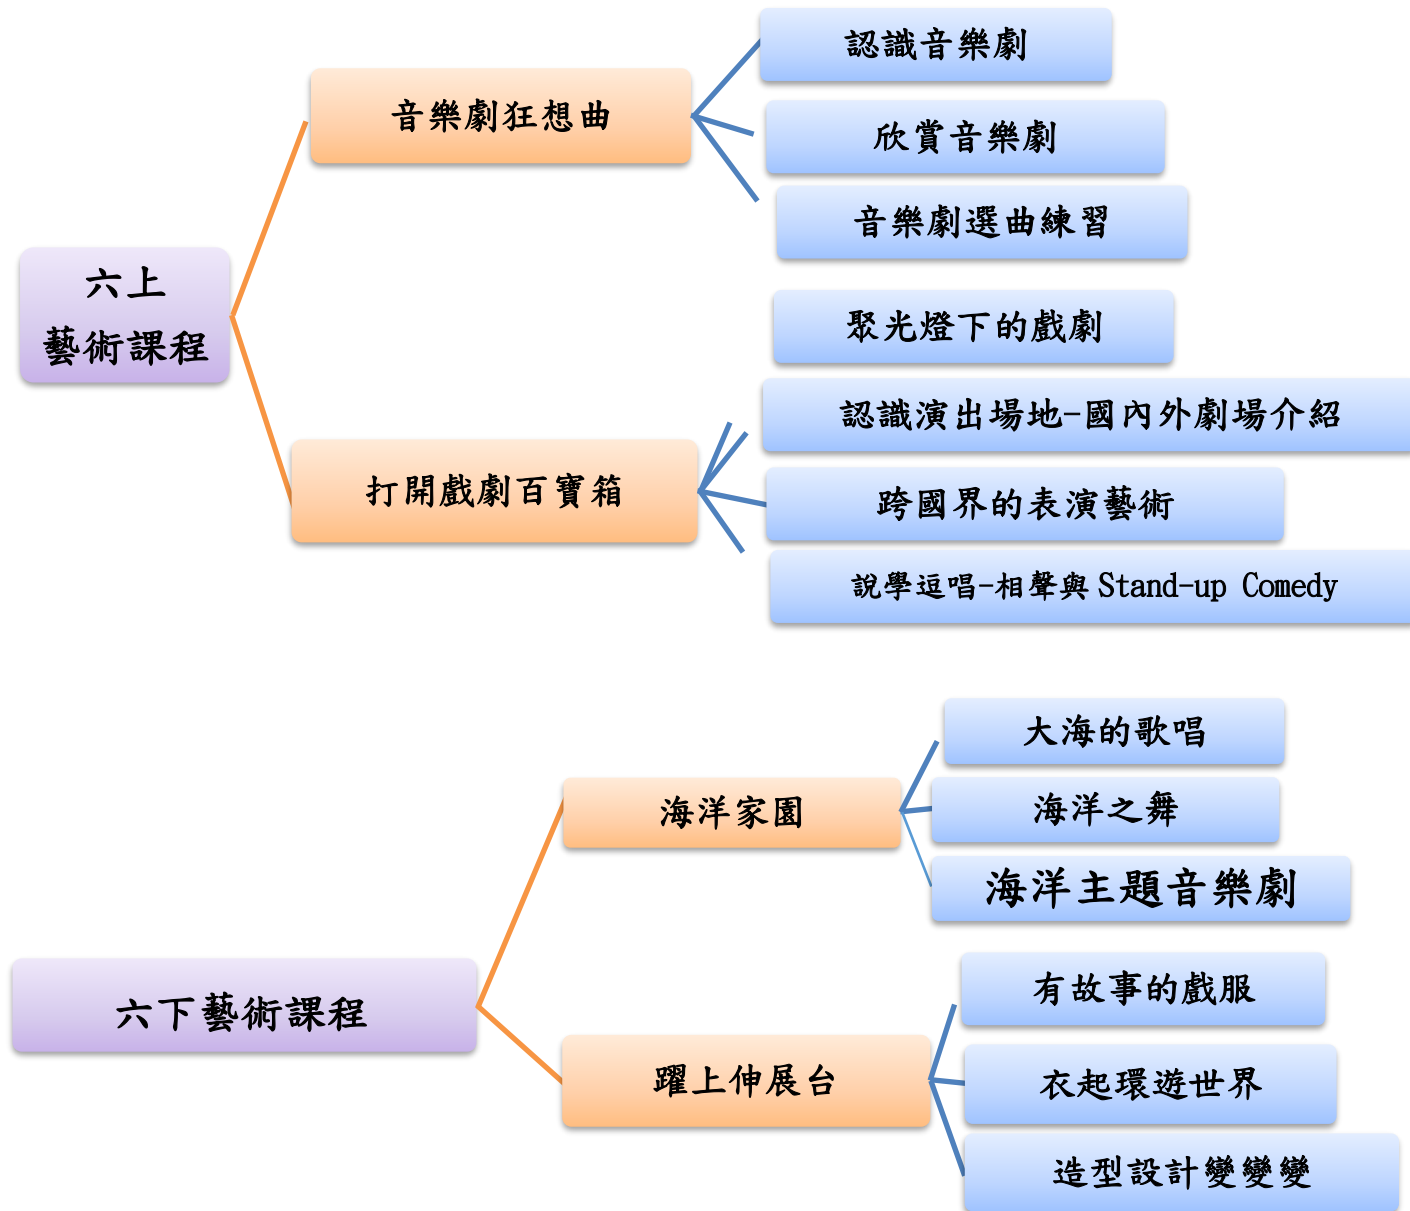 六上
藝術課程
音樂劇狂想曲
認識音樂劇
欣賞音樂劇
音樂劇選曲練習
打開戲劇百寶箱
聚光燈下的戲劇
認識演出場地-國內外劇場介紹
跨國界的表演藝術
說學逗唱-相聲與 Stand-up Comedy
六下藝術課程
海洋家園
大海的歌唱
海洋之舞
海洋主題音樂劇
躍上伸展台
有故事的戲服
衣起環遊世界
造型設計變變變